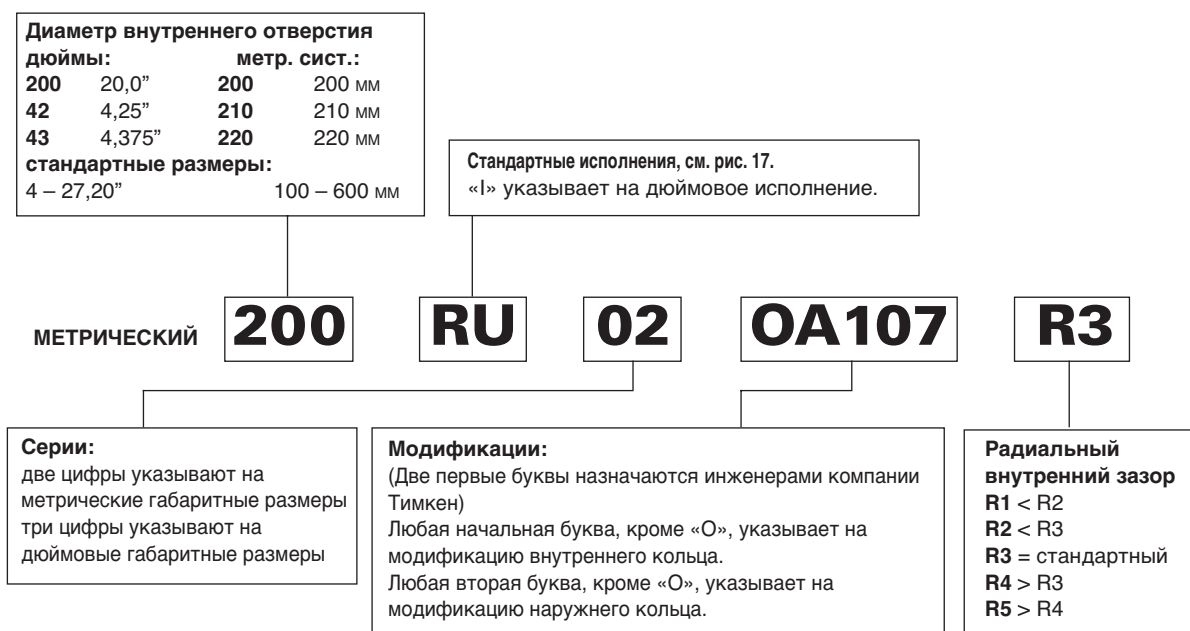 Диаметр внутреннего отверстия
дюймы: метр. сист.:
200 20,0” 200 200 мм
42 4,25” 210 210 мм
43 4,375” 220 220 мм
стандартные размеры:
4 – 27,20” 100 – 600 мм
Стандартные исполнения, см. рис. 17.
«I» указывает на дюймовое исполнение.
МЕТРИЧЕСКИЙ 200 RU 02 OA107 R3
Серии:
две цифры указывают на
метрические габаритные размеры
три цифры указывают на
дюймовые габаритные размеры
Модификации:
(Две первые буквы назначаются инженерами компании
Тимкен)
Любая начальная буква, кроме «О», указывает на
модификацию внутреннего кольца.
Любая вторая буква, кроме «О», указывает на
модификацию наружнего кольца.
Радиальный
внутренний зазор
R1 < R2
R2 < R3
R3 = стандартный
R4 > R3
R5 > R4